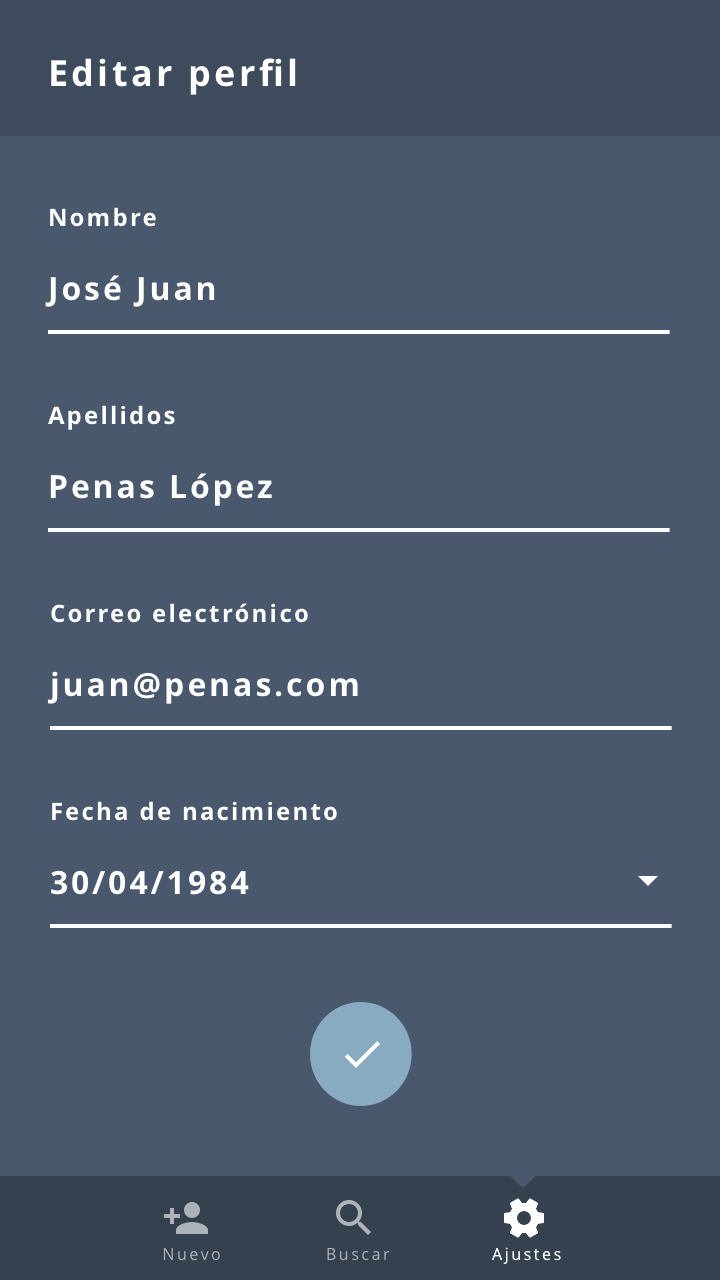 Editar perfil
Nombre
José Juan
Apellidos
Penas López
Correo electrónico
juan@penas.com
Fecha de nacimiento
30/04/1984
Nuevo
Buscar
Ajustes